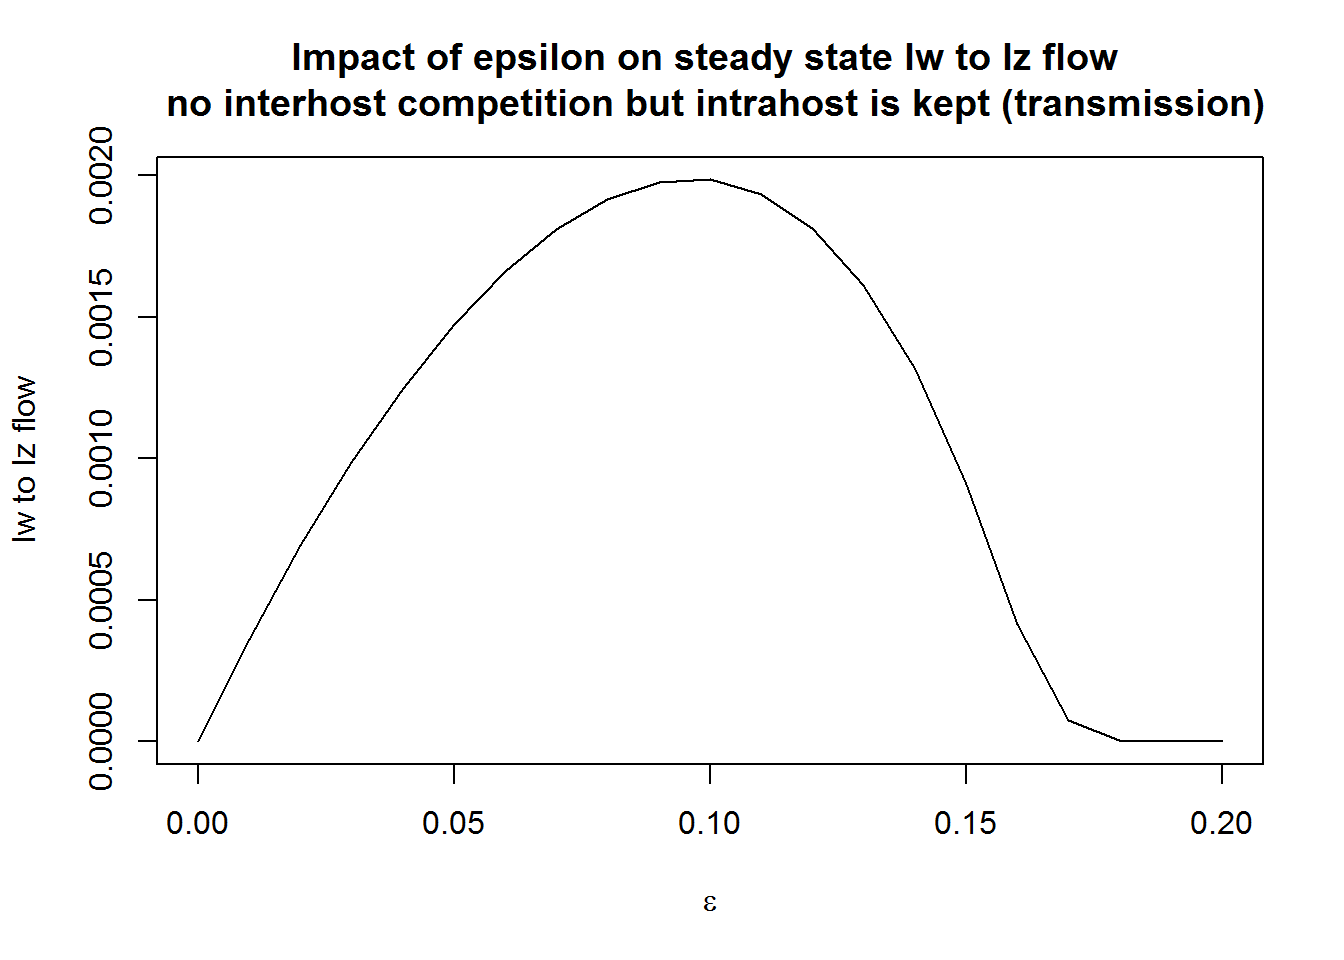 Impact of epsilon on steady state Iw to Iz flow
no interhost competition but intrahost is kept (transmission)
Iw to Iz flow
0.0020
0.0015
0.0010
0.0005
0.0000
0.00 0.05 0.10 0.15 0.20
ε